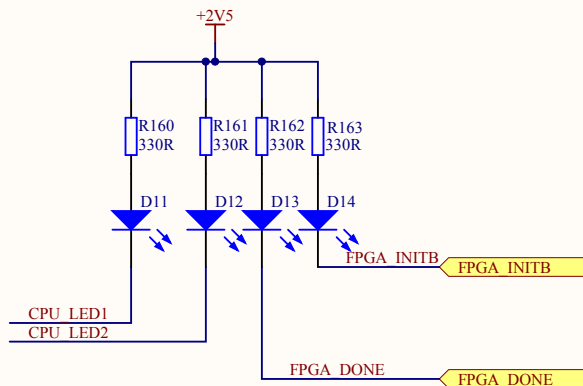 +2V5
R160 R161 R162 R163
330R 330R 330R 330R
D11 D12 D13 D14
FPGA_INITB FPGA_INITB
CPU_LED1
CPU_LED2
FPGA_DONE FPGA_DONE